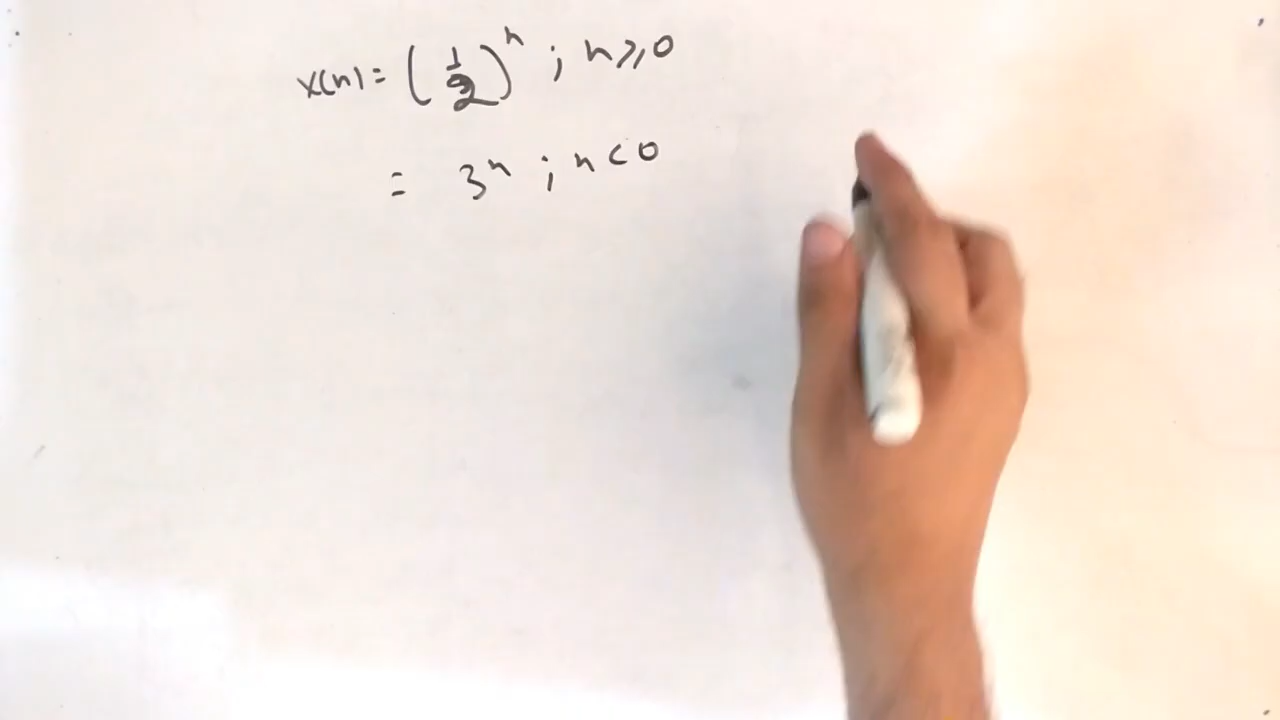 x(n) = (1/2)^n ; n ≥ 0
= 3^n ; n < 0